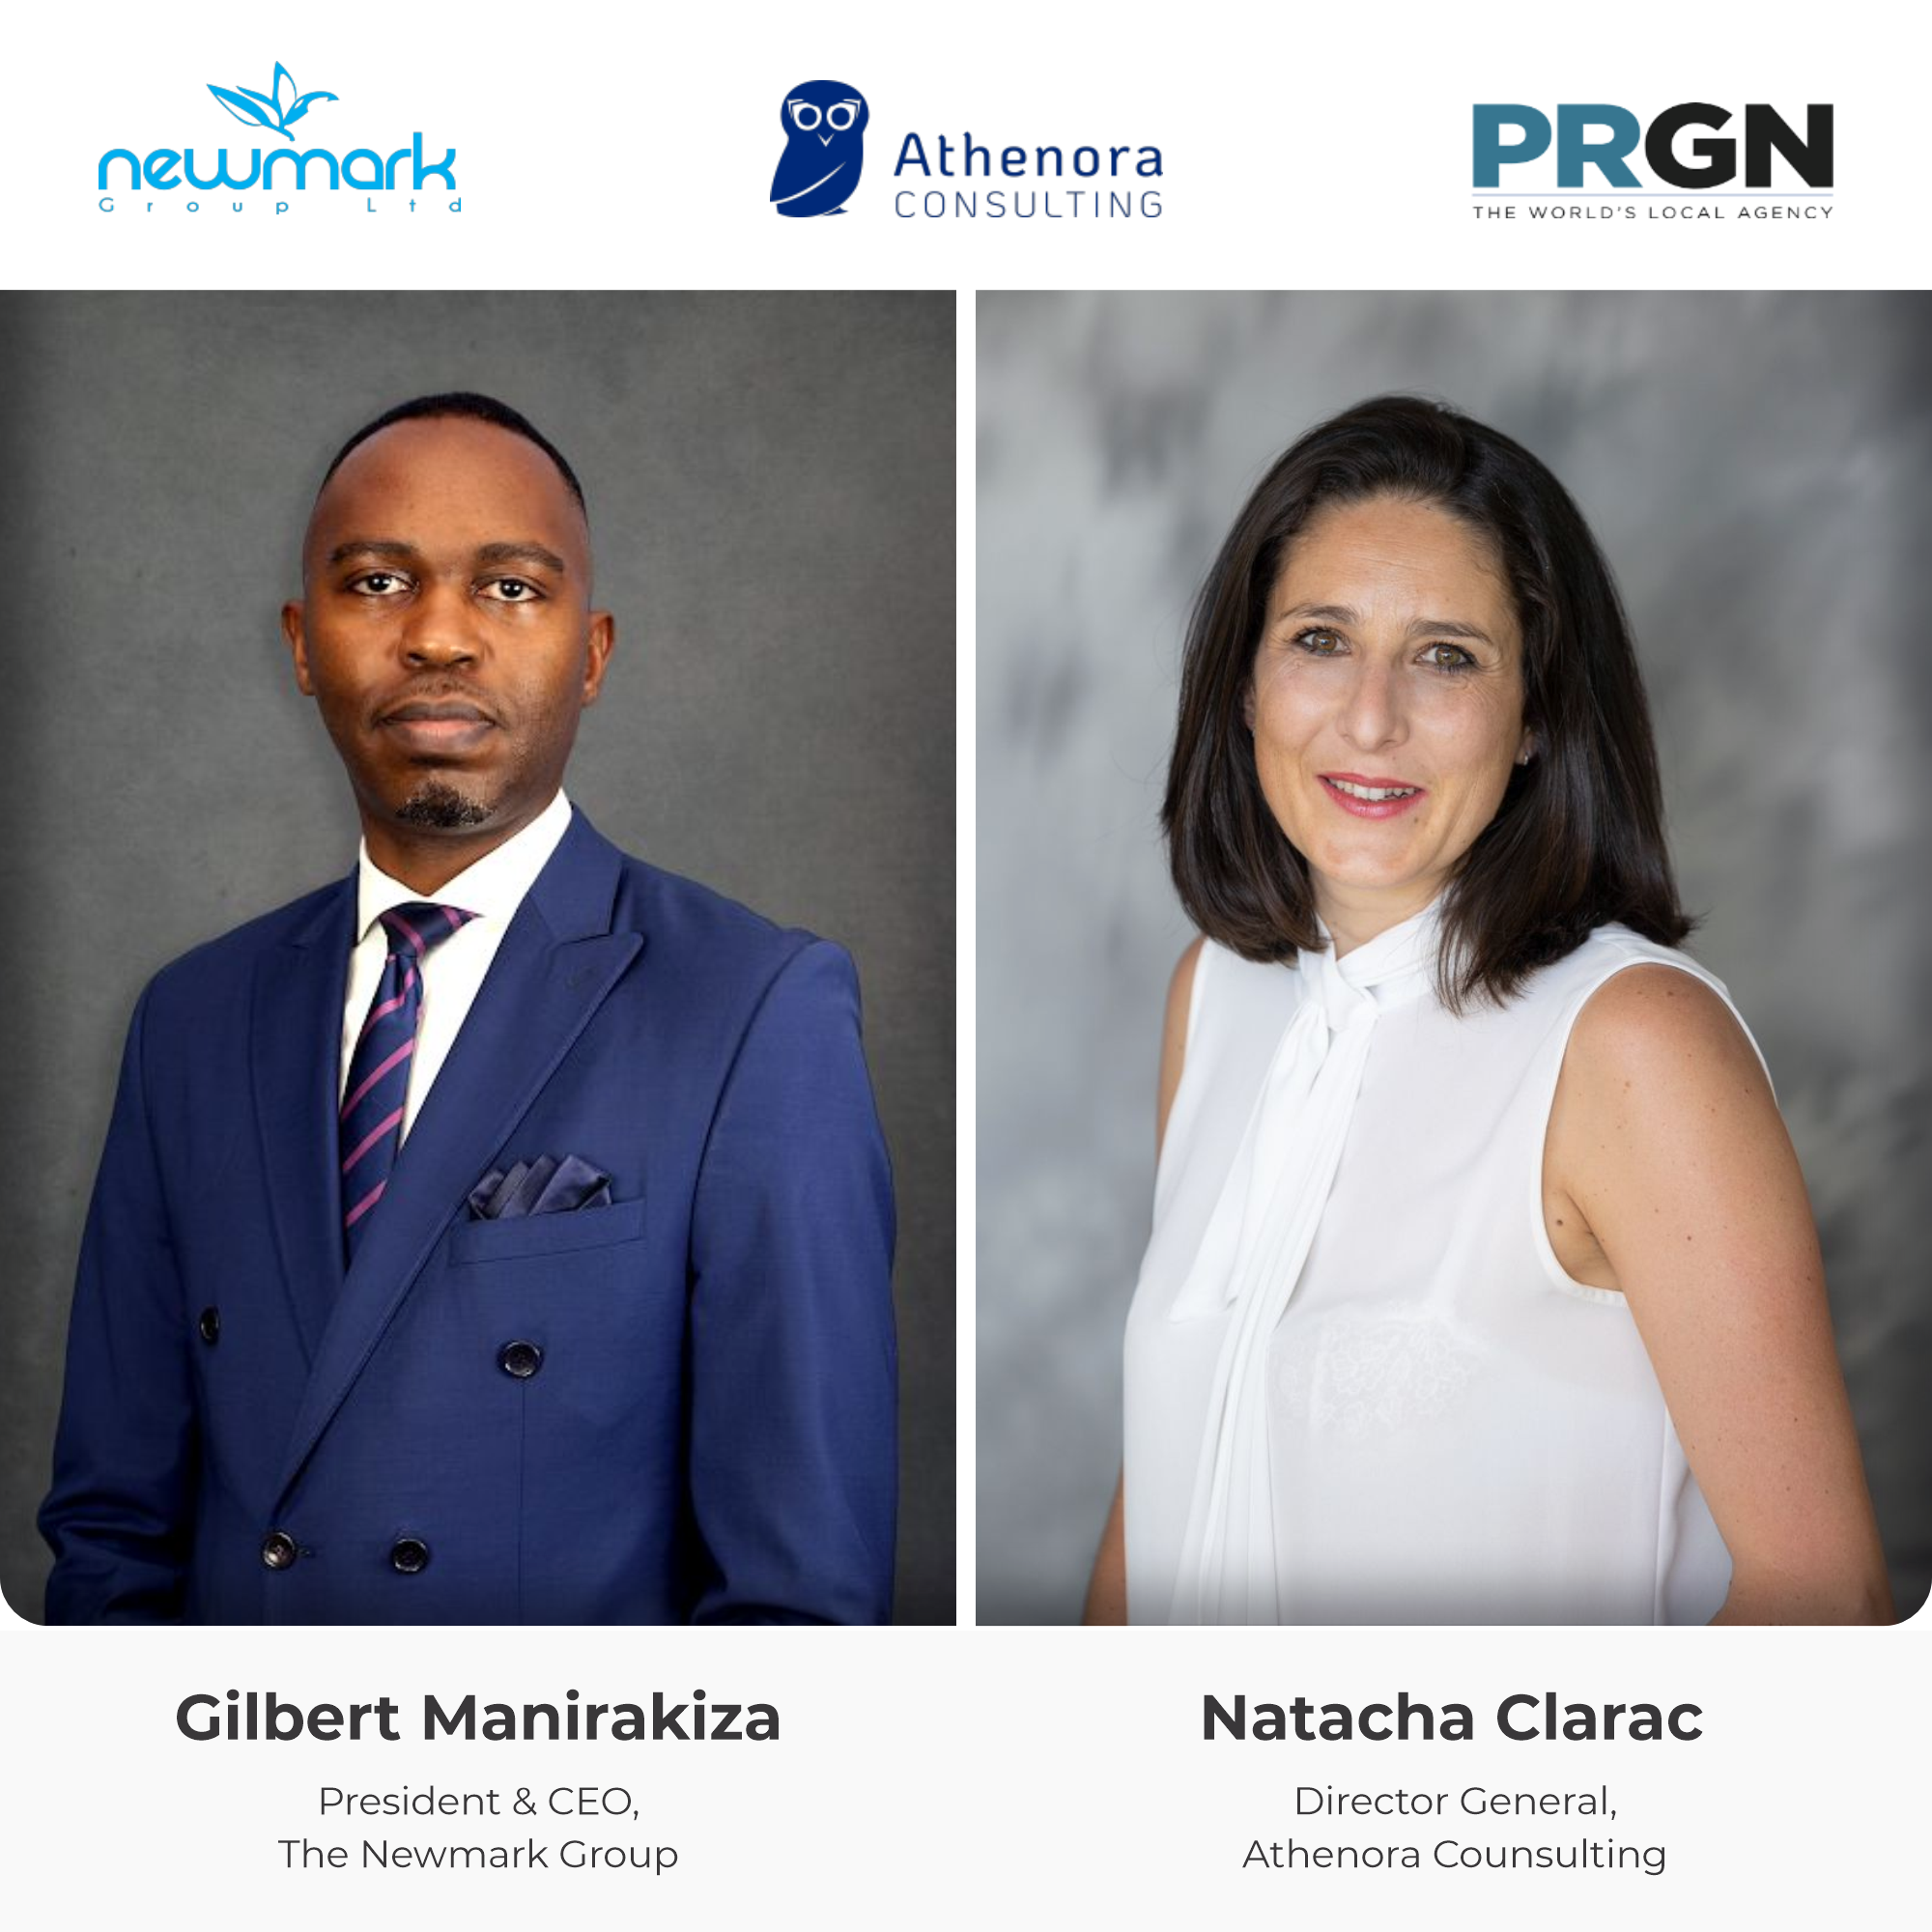 newmark
Group Ltd
Athenora
CONSULTING
PRGN
THE WORLD'S LOCAL AGENCY
Gilbert Manirakiza
President & CEO,
The Newmark Group
Natacha Clarac
Director General,
Athenora Counsulting